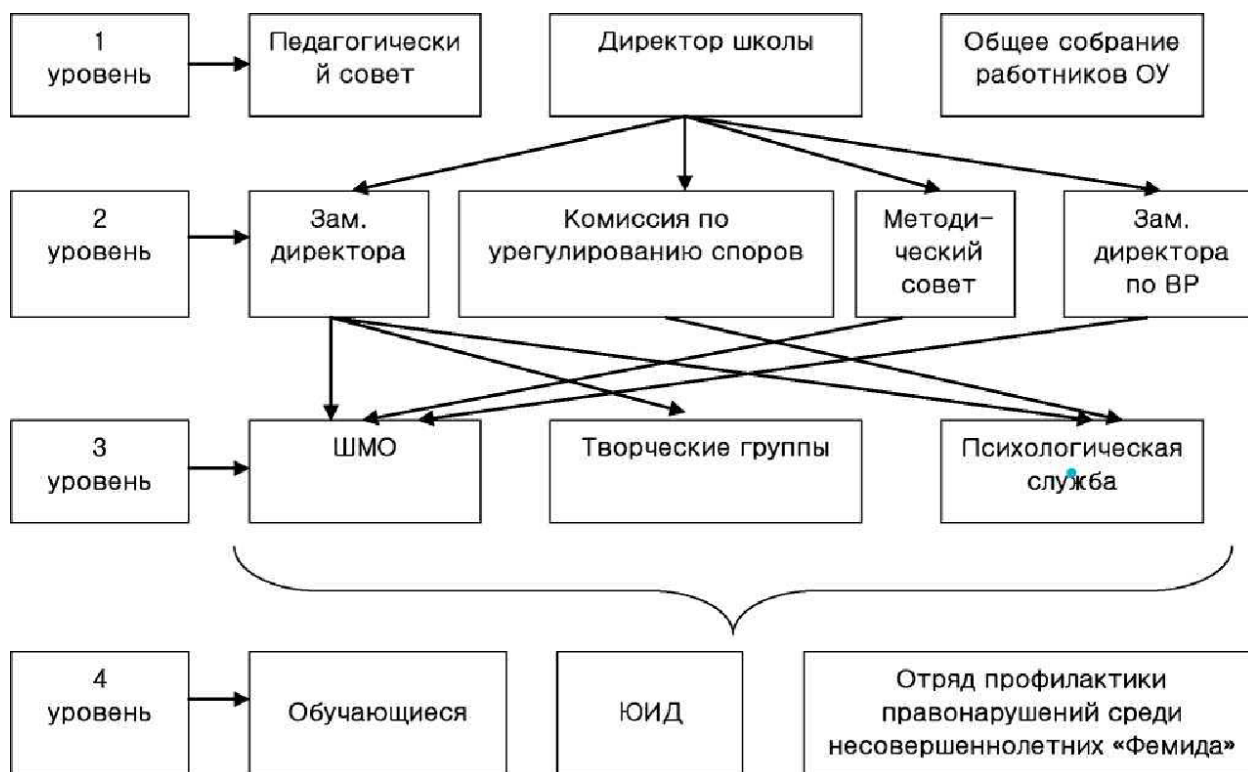 1
уровень
Педагогически
й совет
Директор школы
Общее собрание
работников ОУ
2
уровень
Зам.
директора
Комиссия по
урегулированию споров
Методи-
ческий
совет
Зам.
директора
по ВР
3
уровень
ШМО
Творческие группы
Психологическая
служба
4
уровень
Обучающиеся
ЮИД
Отряд профилактики
правонарушений среди
несовершеннолетних «Фемида»